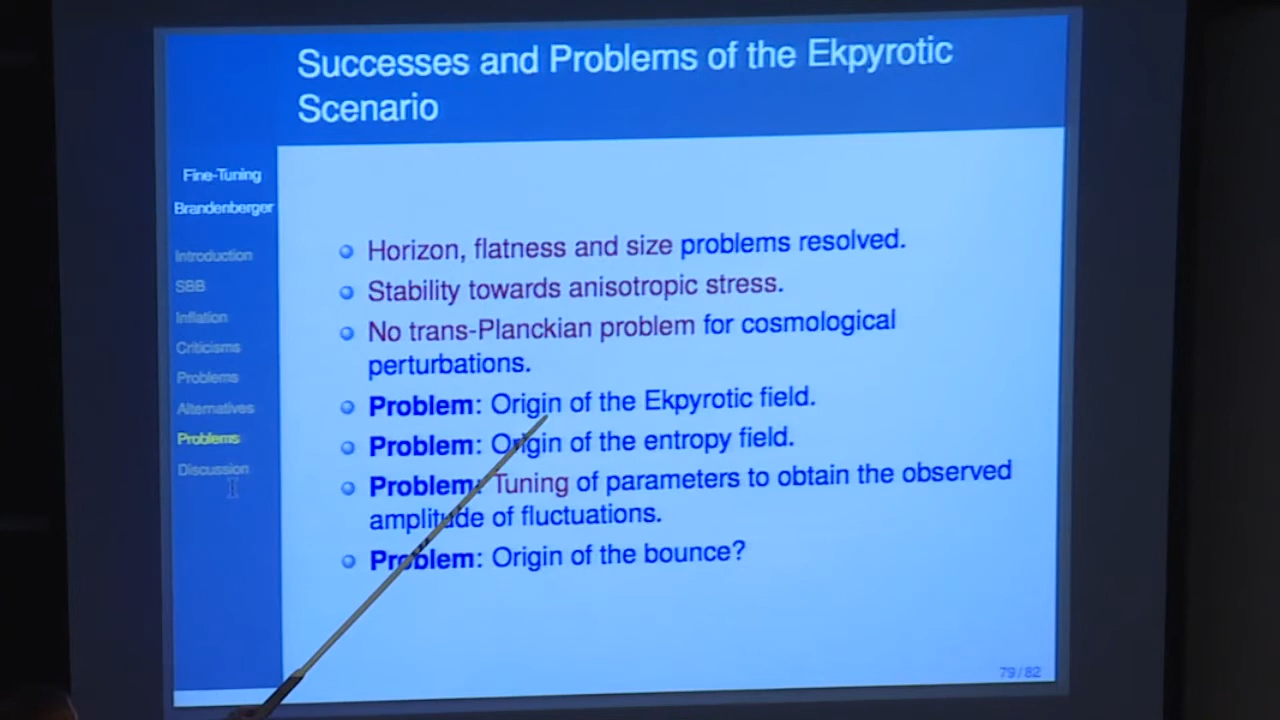 Successes and Problems of the Ekpyrotic
Scenario
Fine-Tuning
Brandenberger
Introduction
SBB
Inflation
Criticisms
Problems
Alternatives
Problems
Discussion
Horizon, flatness and size problems resolved.
Stability towards anisotropic stress.
No trans-Planckian problem for cosmological
perturbations.
Problem: Origin of the Ekpyrotic field.
Problem: Origin of the entropy field.
Problem: Tuning of parameters to obtain the observed
amplitude of fluctuations.
Problem: Origin of the bounce?
79/82